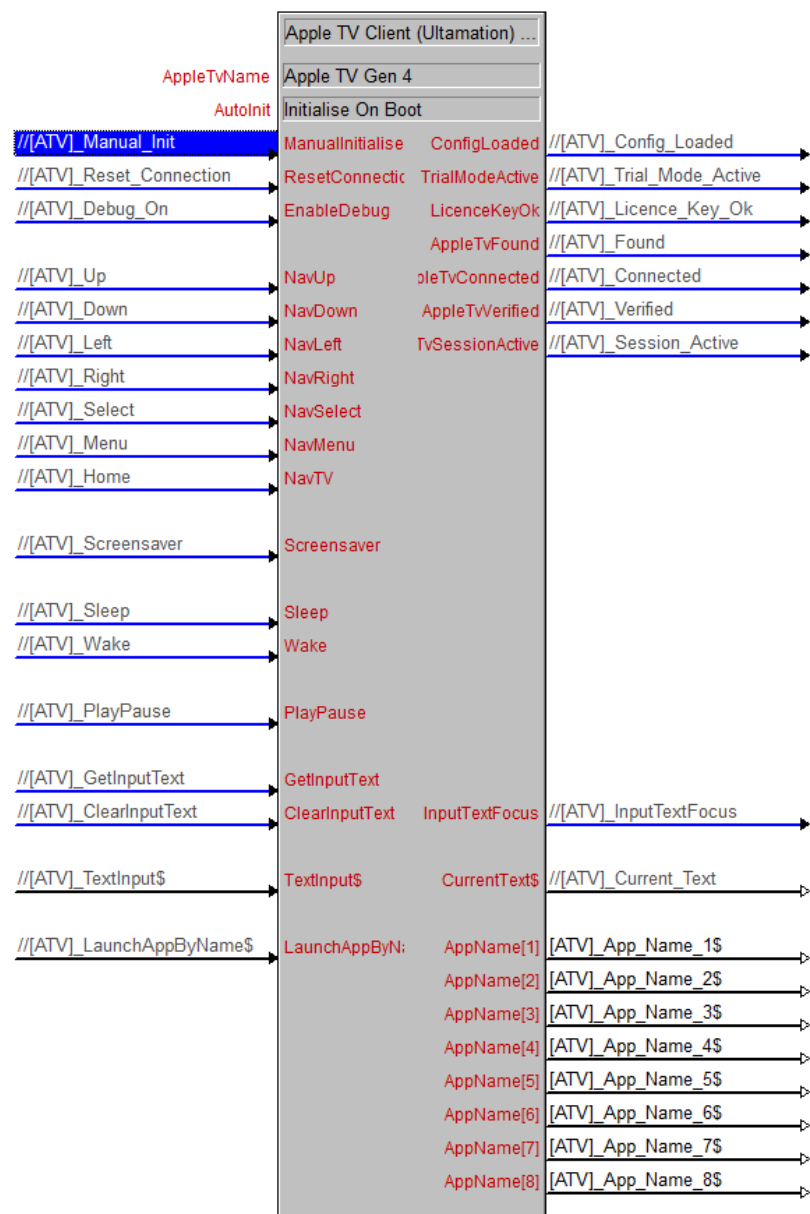 Apple TV Client (Ultamation) ...
AppleTvName Apple TV Gen 4
AutoInit Initialise On Boot
//[ATV]_Manual_Init ManualInitialise ConfigLoaded //[ATV]_Config_Loaded
//[ATV]_Reset_Connection ResetConnectic TrialModeActive //[ATV]_Trial_Mode_Active
//[ATV]_Debug_On EnableDebug LicenceKeyOk //[ATV]_Licence_Key_Ok
AppleTvFound //[ATV]_Found
//[ATV]_Up NavUp pleTvConnected //[ATV]_Connected
//[ATV]_Down NavDown AppleTvVerified //[ATV]_Verified
//[ATV]_Left NavLeft TvSessionActive //[ATV]_Session_Active
//[ATV]_Right NavRight
//[ATV]_Select NavSelect
//[ATV]_Menu NavMenu
//[ATV]_Home NavTV
//[ATV]_Screensaver Screensaver
//[ATV]_Sleep Sleep
//[ATV]_Wake Wake
//[ATV]_PlayPause PlayPause
//[ATV]_GetInputText GetInputText
//[ATV]_ClearInputText ClearInputText InputTextFocus //[ATV]_InputTextFocus
//[ATV]_TextInput$ TextInput$ CurrentText$ //[ATV]_Current_Text
//[ATV]_LaunchAppByName$ LaunchAppByNa AppName[1] [ATV]_App_Name_1$
AppName[2] [ATV]_App_Name_2$
AppName[3] [ATV]_App_Name_3$
AppName[4] [ATV]_App_Name_4$
AppName[5] [ATV]_App_Name_5$
AppName[6] [ATV]_App_Name_6$
AppName[7] [ATV]_App_Name_7$
AppName[8] [ATV]_App_Name_8$